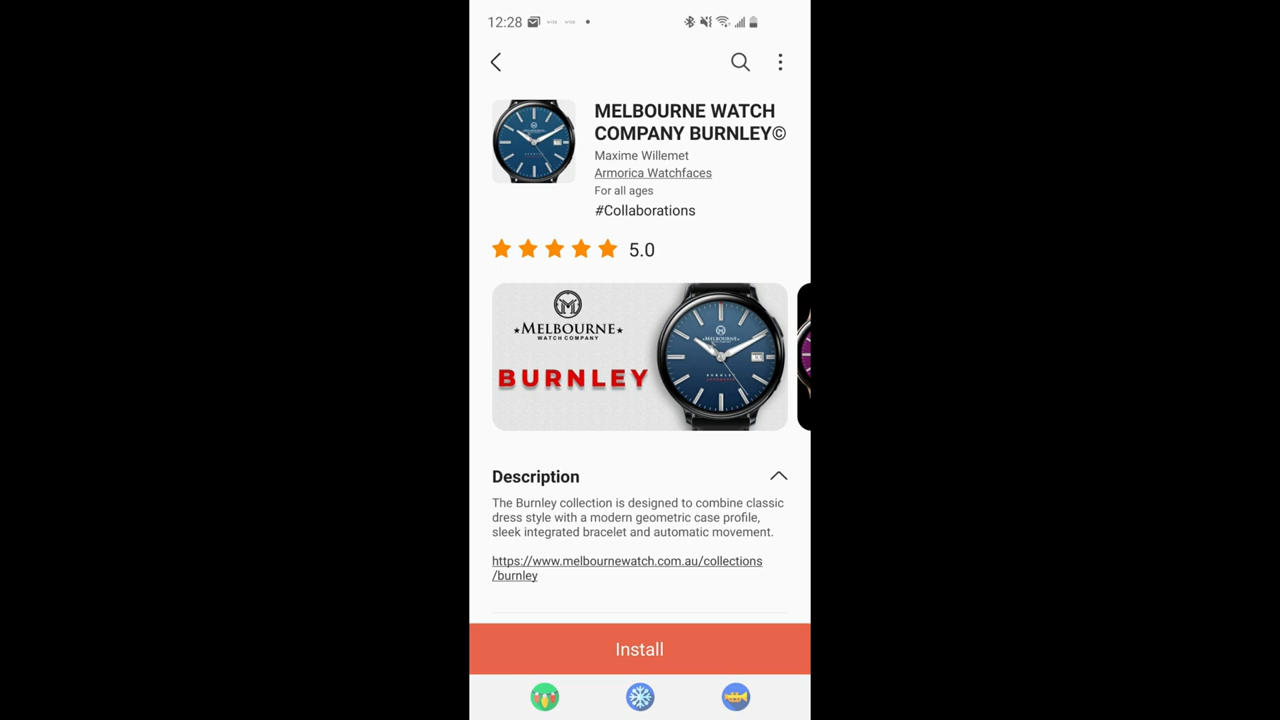 12:28
MELBOURNE WATCH
COMPANY BURNLEY©
Maxime Willemet
Armorica Watchfaces
For all ages
#Collaborations
5.0
MELBOURNE
WATCH COMPANY
BURNLEY
MELBOURNE
BURNLEY
Description
The Burnley collection is designed to combine classic
dress style with a modern geometric case profile,
sleek integrated bracelet and automatic movement.
https://www.melbournewatch.com.au/collections
/burnley
Install